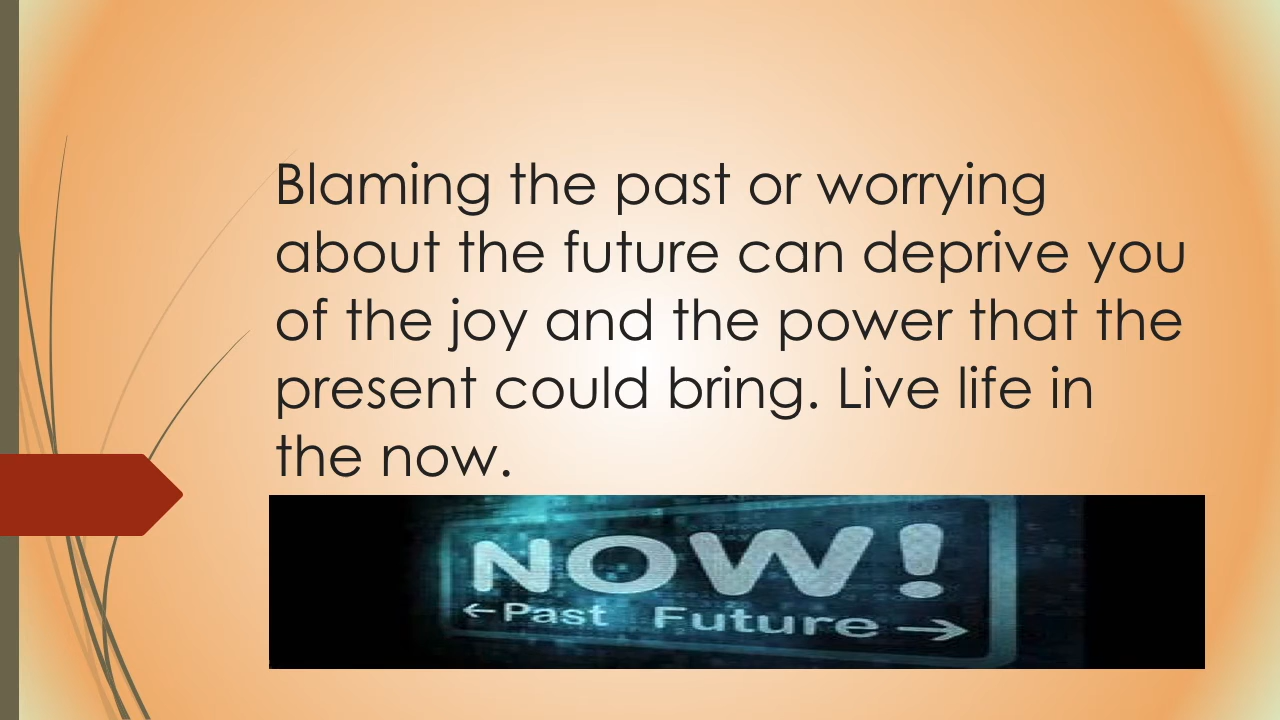 Blaming the past or worrying
about the future can deprive you
of the joy and the power that the
present could bring. Live life in
the now.
NOW!
←Past Future→